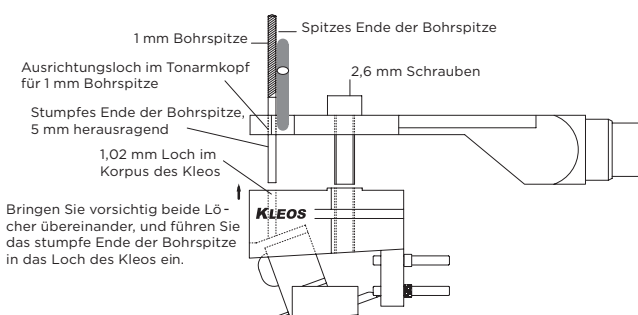 Spitzes Ende der Bohrspitze
1 mm Bohrspitze
Ausrichtungsloch im Tonarmkopf
für 1 mm Bohrspitze
2,6 mm Schrauben
Stumpfes Ende der Bohrspitze,
5 mm herausragend
1,02 mm Loch im
Korpus des Kleos
KLEOS
Bringen Sie vorsichtig beide Lö-
cher übereinander, und führen Sie
das stumpfe Ende der Bohrspitze
in das Loch des Kleos ein.